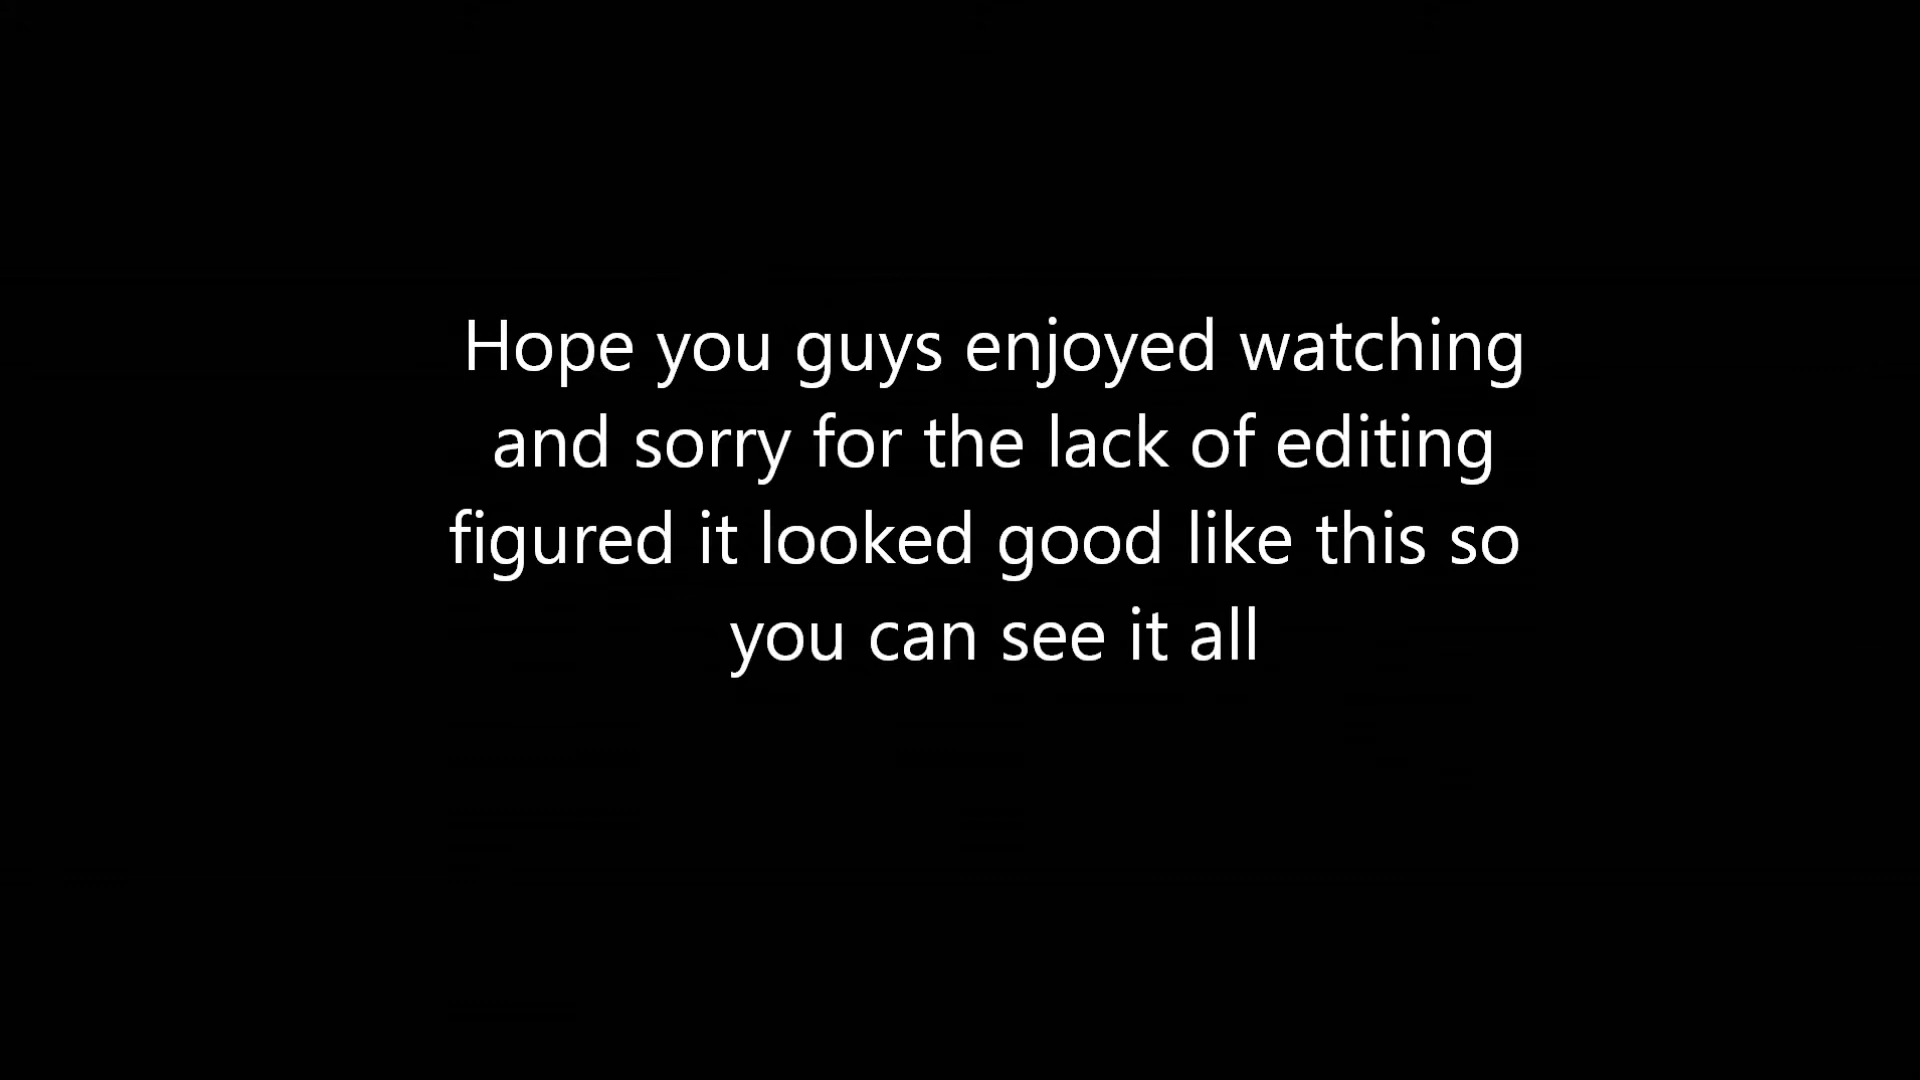 Hope you guys enjoyed watching
and sorry for the lack of editing
figured it looked good like this so
you can see it all